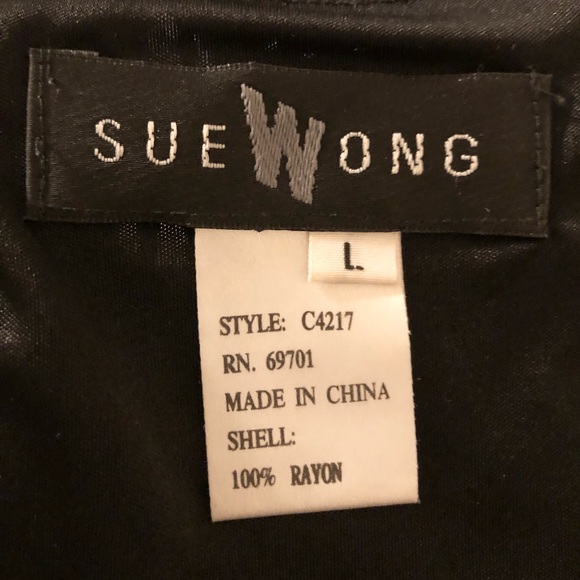 SUE WONG
L
STYLE: C4217
RN. 69701
MADE IN CHINA
SHELL:
100% RAYON